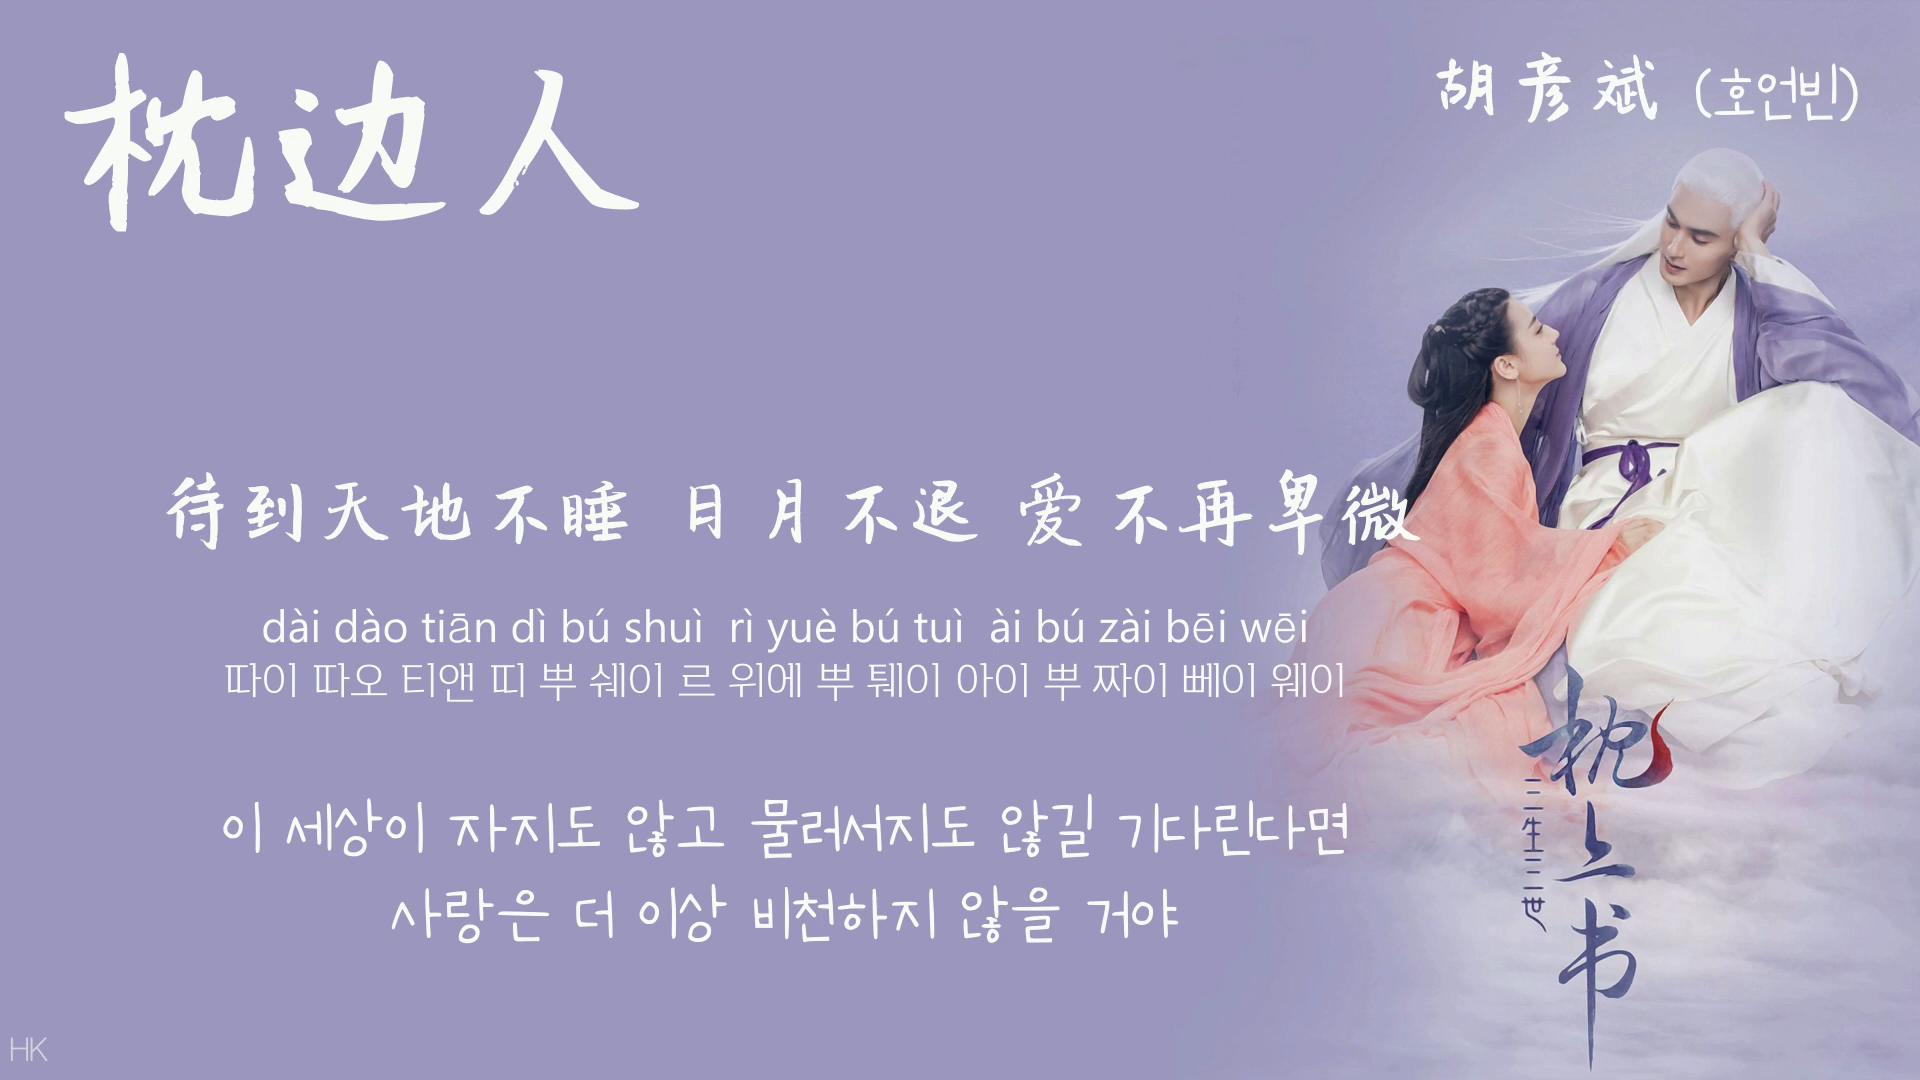 枕边人
胡彦斌 (호언빈)
待到天地不睡 日月不退 爱不再卑微
dài dào tiān dì bú shuì rì yuè bú tuì ài bú zài bēi wēi
따이 따오 티앤 띠 뿌 쉐이 르 위에 뿌 퉤이 아이 뿌 짜이 뻬이 웨이
이 세상이 자지도 않고 물러서지도 않길 기다린다면
사랑은 더 이상 비천하지 않을 거야
三生三世
枕上书
HK